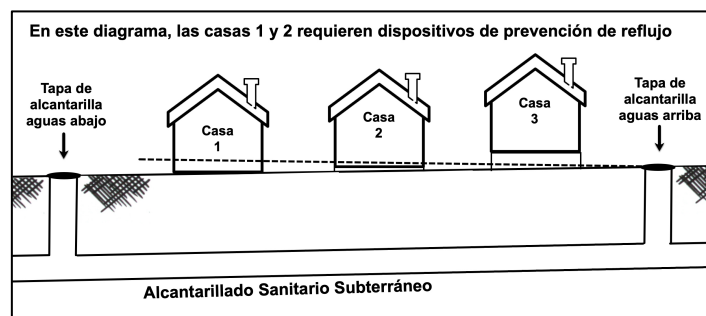 En este diagrama, las casas 1 y 2 requieren dispositivos de prevención de reflujo
Tapa de
alcantarilla
aguas abajo
Casa
1
Casa
2
Casa
3
Tapa de
alcantarilla
aguas arriba
Alcantarillado Sanitario Subterráneo